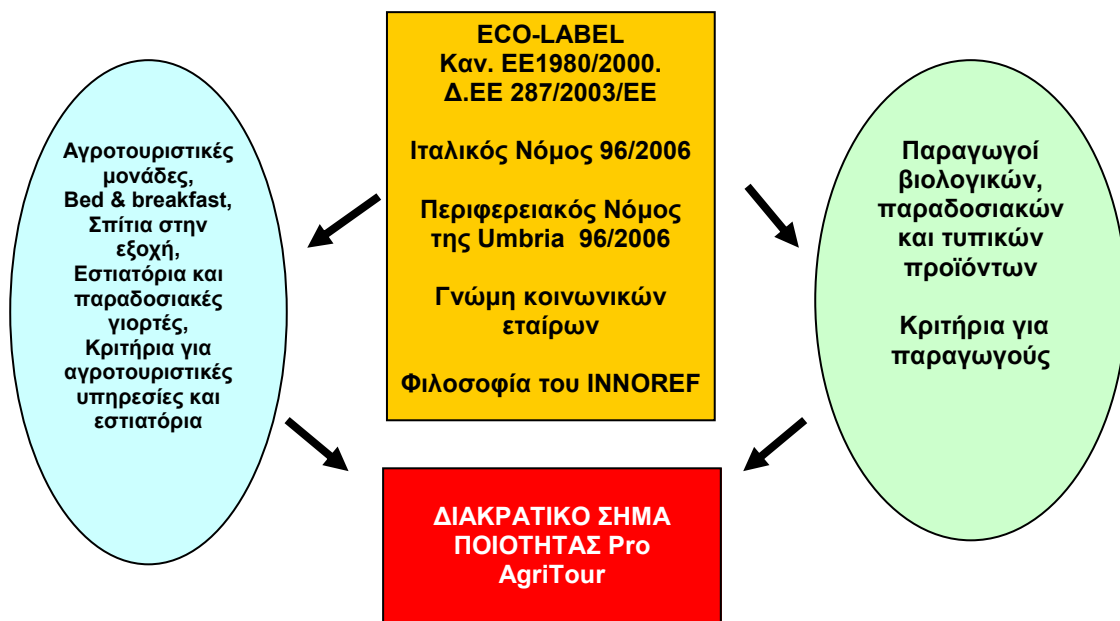 ECO-LABEL
Καν. ΕΕ1980/2000.
Δ.ΕΕ 287/2003/ΕΕ
Ιταλικός Νόμος 96/2006
Περιφερειακός Νόμος
της Umbria 96/2006
Γνώμη κοινωνικών
εταίρων
Φιλοσοφία του INNOREF
Αγροτουριστικές
μονάδες,
Bed & breakfast,
Σπίτια στην
εξοχή,
Εστιατόρια και
παραδοσιακές
γιορτές,
Κριτήρια για
αγροτουριστικές
υπηρεσίες και
εστιατόρια
Παραγωγοί
βιολογικών,
παραδοσιακών
και τυπικών
προϊόντων
Κριτήρια για
παραγωγούς
ΔΙΑΚΡΑΤΙΚΟ ΣΗΜΑ
ΠΟΙΟΤΗΤΑΣ Pro
AgriTour